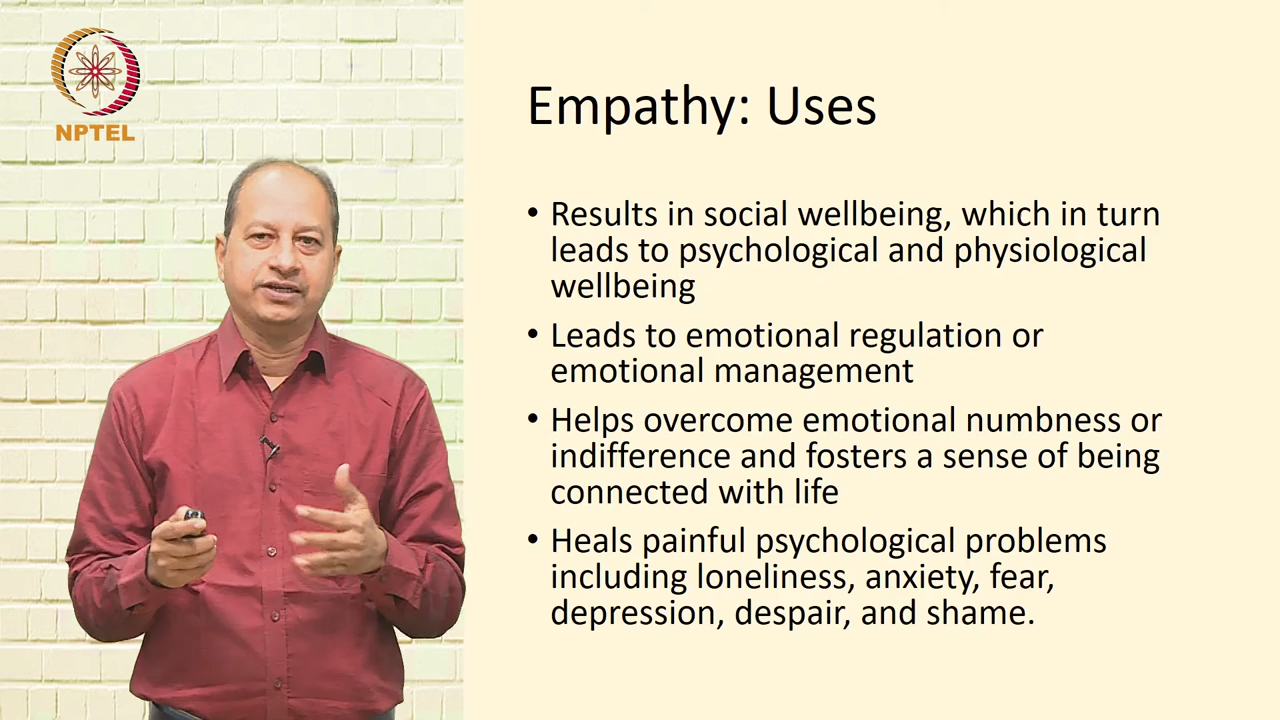 NPTEL
Empathy: Uses
• Results in social wellbeing, which in turn
leads to psychological and physiological
wellbeing
• Leads to emotional regulation or
emotional management
• Helps overcome emotional numbness or
indifference and fosters a sense of being
connected with life
• Heals painful psychological problems
including loneliness, anxiety, fear,
depression, despair, and shame.